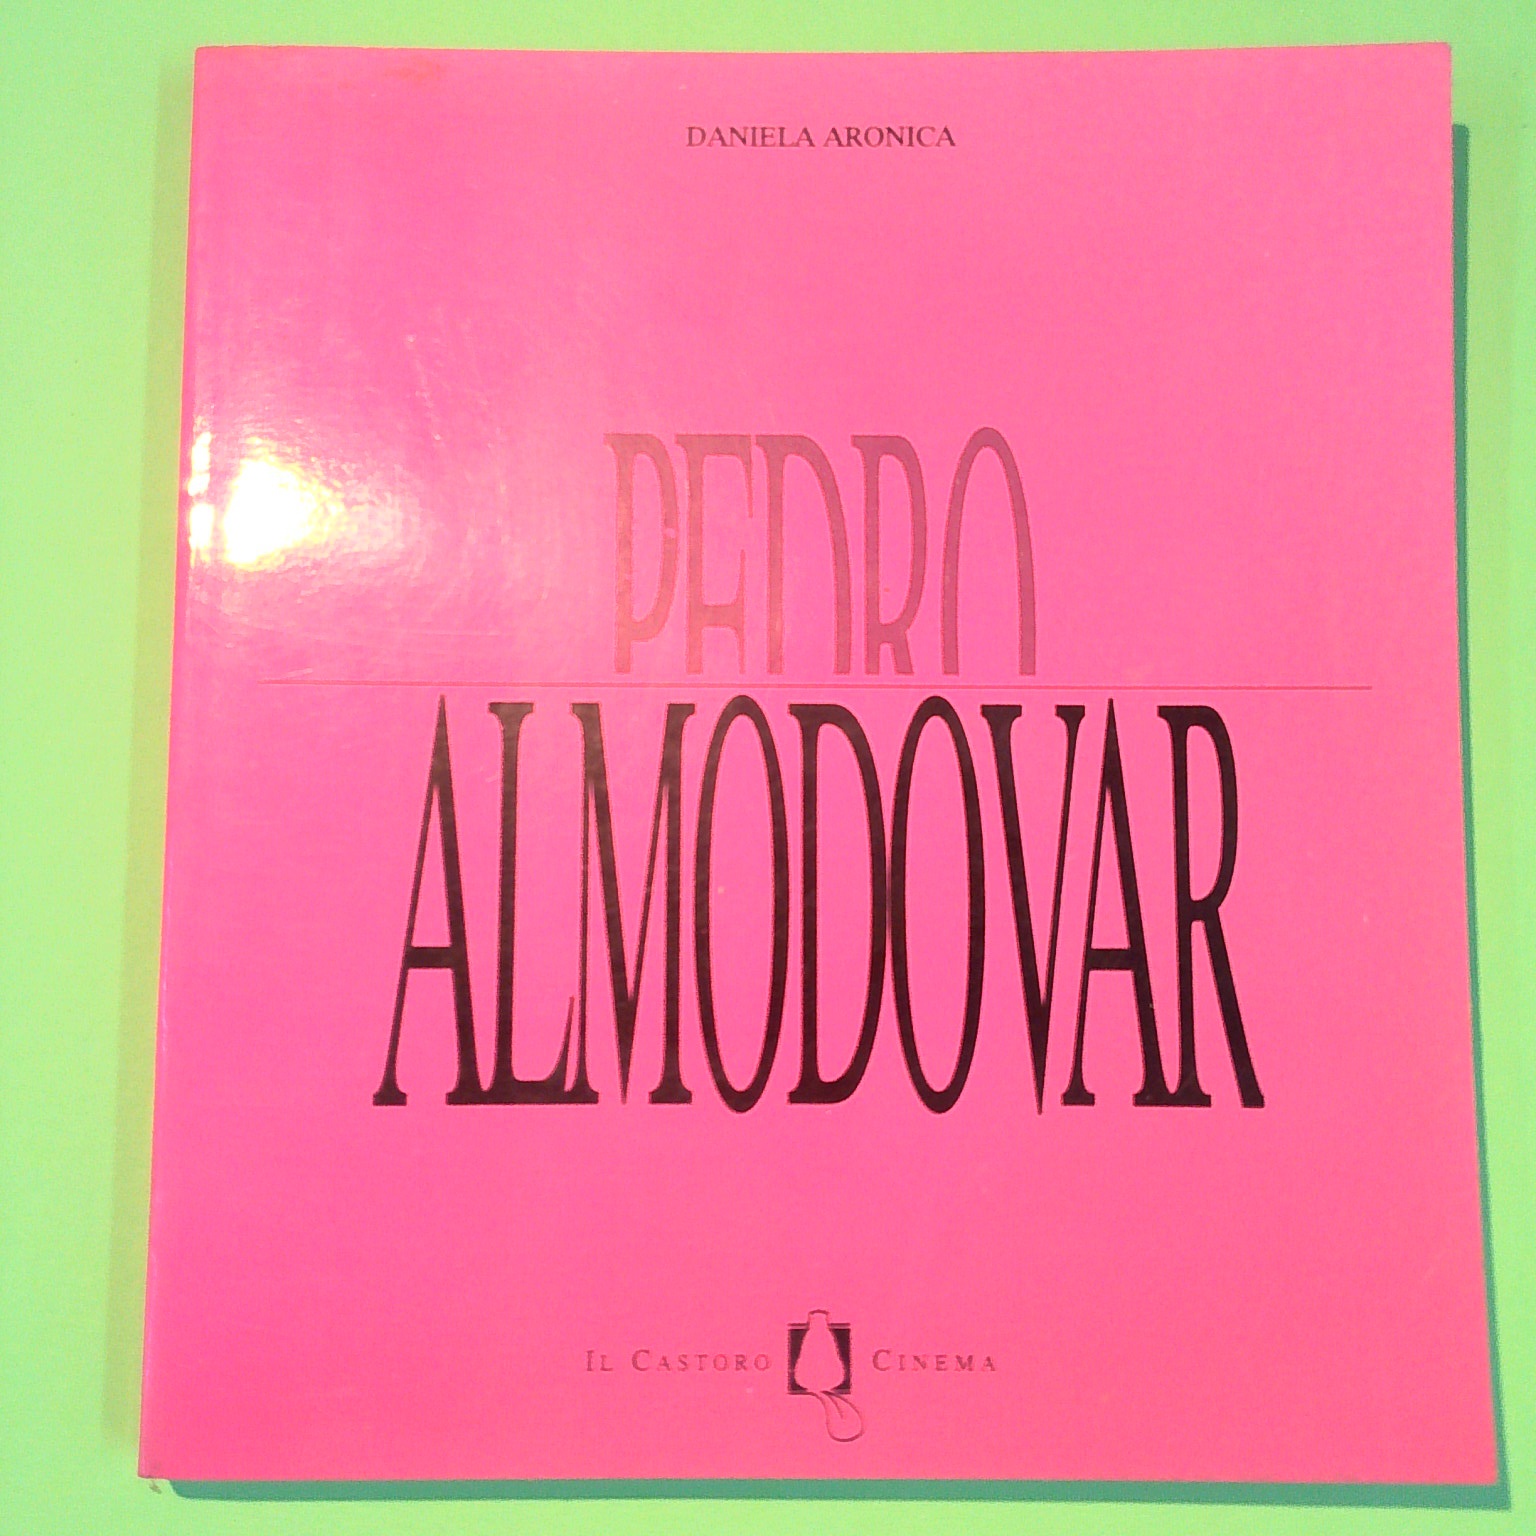 DANIELA ARONICA
PEDRO
ALMODOVAR
IL CASTORO CINEMA